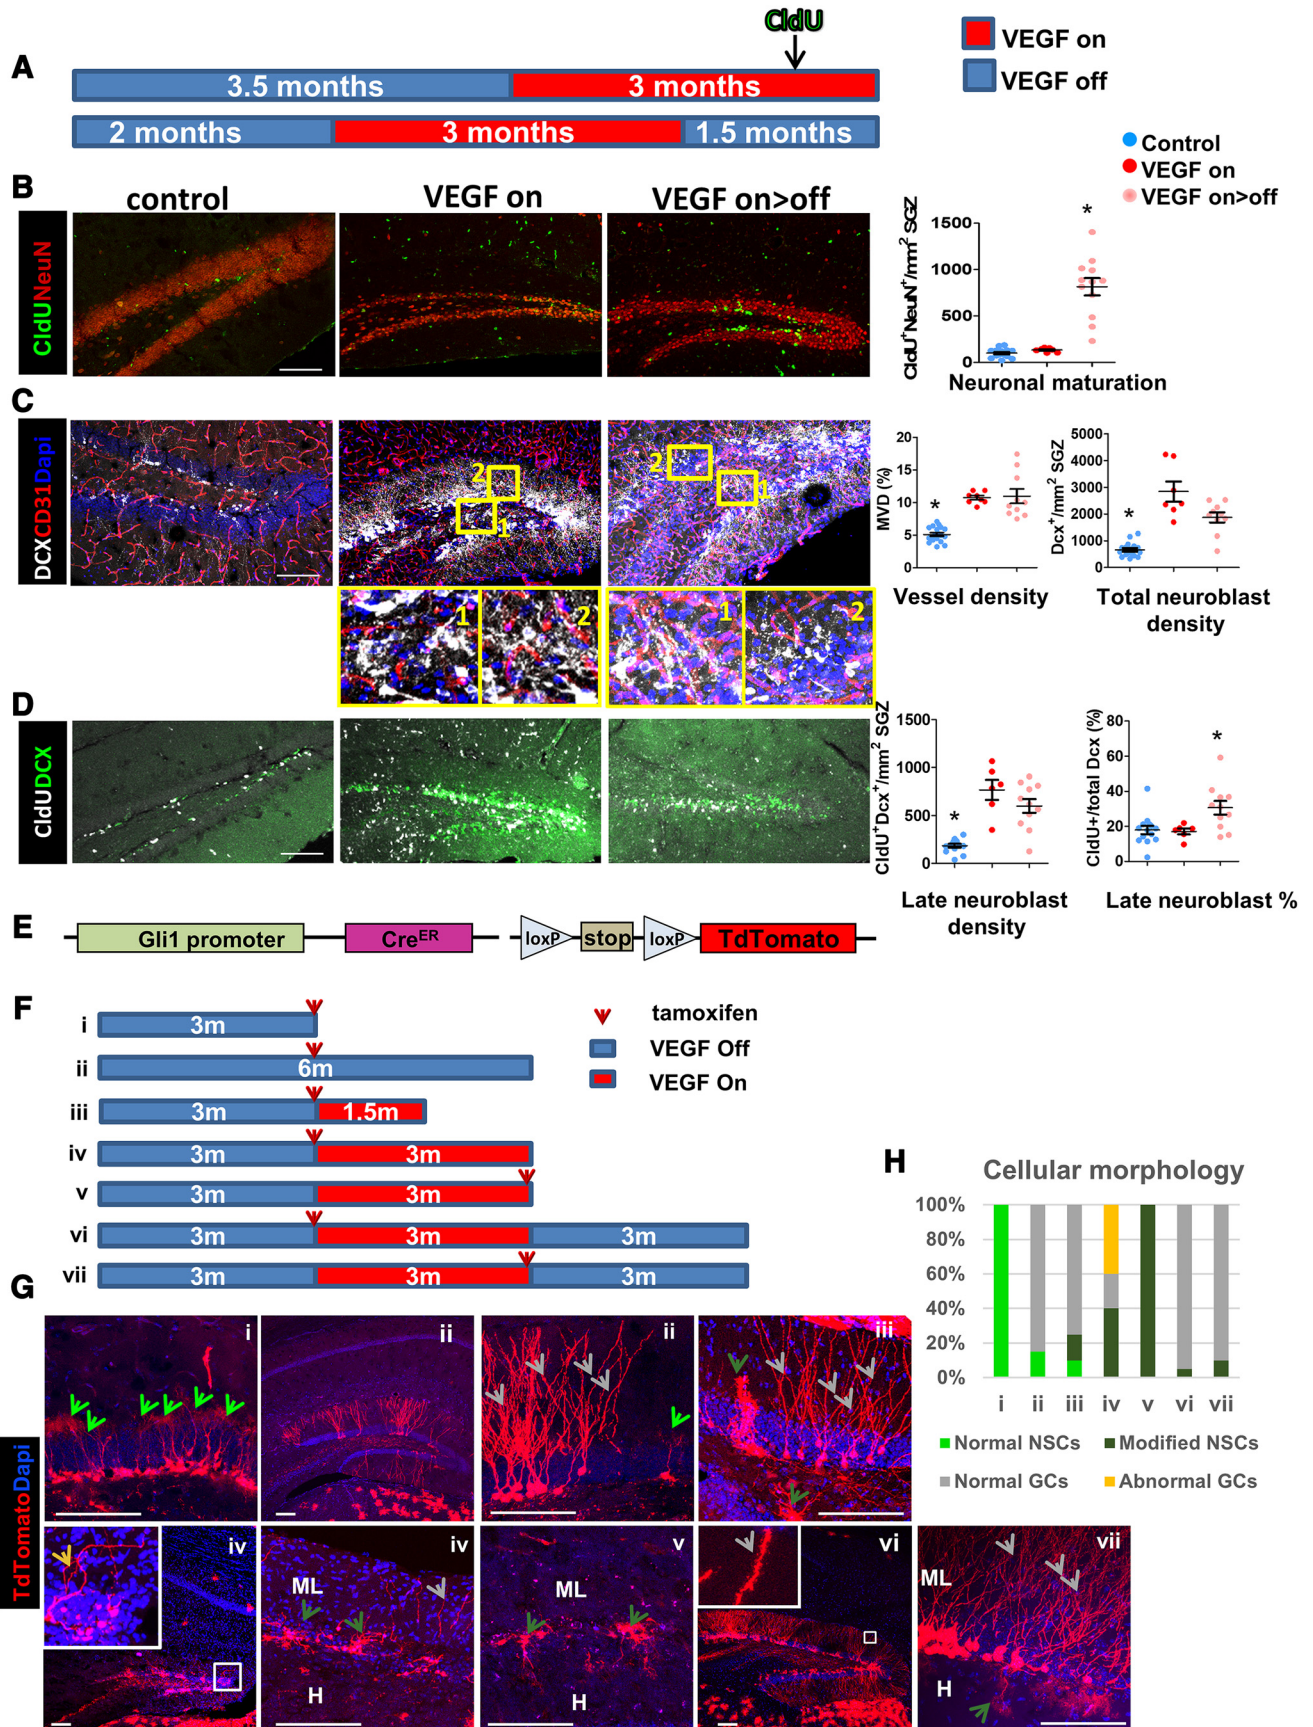 CldU
A
3.5 months
3 months
2 months
3 months
1.5 months
VEGF on
VEGF off
Control
VEGF on
VEGF on>off
B
control
VEGF on
VEGF on>off
CldUNeuN
CldU⁺NeuN⁺/mm² SGZ
1500
1000
500
0
*
Neuronal maturation
C
DCXCD31Dapi
2
1
2
1
1
2
1
2
MVD (%)
20
15
10
5
0
*
Vessel density
Dcx⁺/mm² SGZ
5000
4000
3000
2000
1000
0
*
Total neuroblast
density
D
CldUDCX
CldU⁺Dcx⁺/mm² SGZ
1500
1000
500
0
*
Late neuroblast
density
CldU+/total Dcx (%)
80
60
40
20
0
*
Late neuroblast %
E
Gli1 promoter
Creᴱᴿ
loxP
stop
loxP
TdTomato
F
i
3m
ii
6m
iii
3m
1.5m
iv
3m
3m
v
3m
3m
vi
3m
3m
3m
vii
3m
3m
3m
tamoxifen
VEGF Off
VEGF On
H
Cellular morphology
100%
80%
60%
40%
20%
0%
i
ii
iii
iv
v
vi
vii
Normal NSCs
Modified NSCs
Normal GCs
Abnormal GCs
G
TdTomatoDapi
i
ii
ii
iii
iv
iv
ML
H
v
ML
H
vi
vii
ML
H